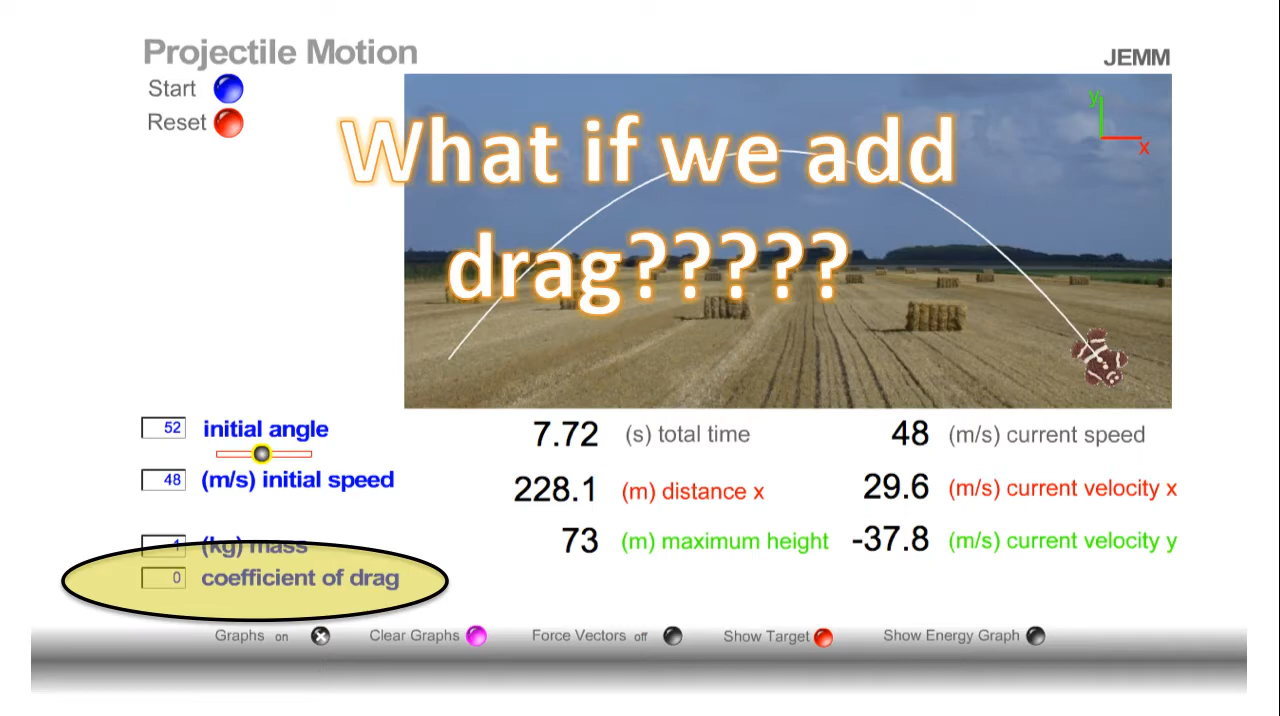 Projectile Motion
JEMM
Start
Reset
y
x
What if we add
drag?????
52 initial angle
7.72 (s) total time
48 (m/s) current speed
48 (m/s) initial speed
228.1 (m) distance x
29.6 (m/s) current velocity x
1 (kg) mass
73 (m) maximum height
-37.8 (m/s) current velocity y
0 coefficient of drag
Graphs on
Clear Graphs
Force Vectors off
Show Target
Show Energy Graph